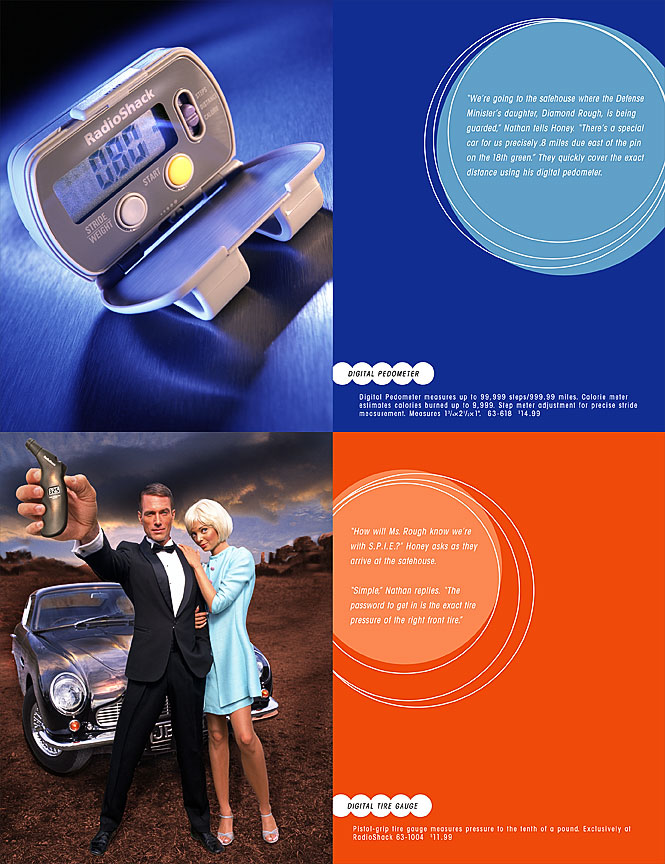 RadioShack
STEPS
DISTANCE
CALORIE
000
START
STRIDE
WEIGHT
"We're going to the safehouse where the Defense
Minister's daughter, Diamond Rough, is being
guarded," Nathan tells Honey. "There's a special
car for us precisely .8 miles due east of the pin
on the 18th green." They quickly cover the exact
distance using his digital pedometer.
DIGITAL PEDOMETER
Digital Pedometer measures up to 99,999 steps/999.99 miles. Calorie meter
estimates calories burned up to 9,999. Step meter adjustment for precise stride
63-618 $14.99
"How will Ms. Rough know we're
with S.P.I.E.?" Honey asks as they
arrive at the safehouse.
"Simple," Nathan replies. "The
password to get in is the exact tire
pressure of the right front tire."
DIGITAL TIRE GAUGE
Pistol-grip tire gauge measures pressure to the tenth of a pound. Exclusively at
RadioShack 63-1004 $11.99